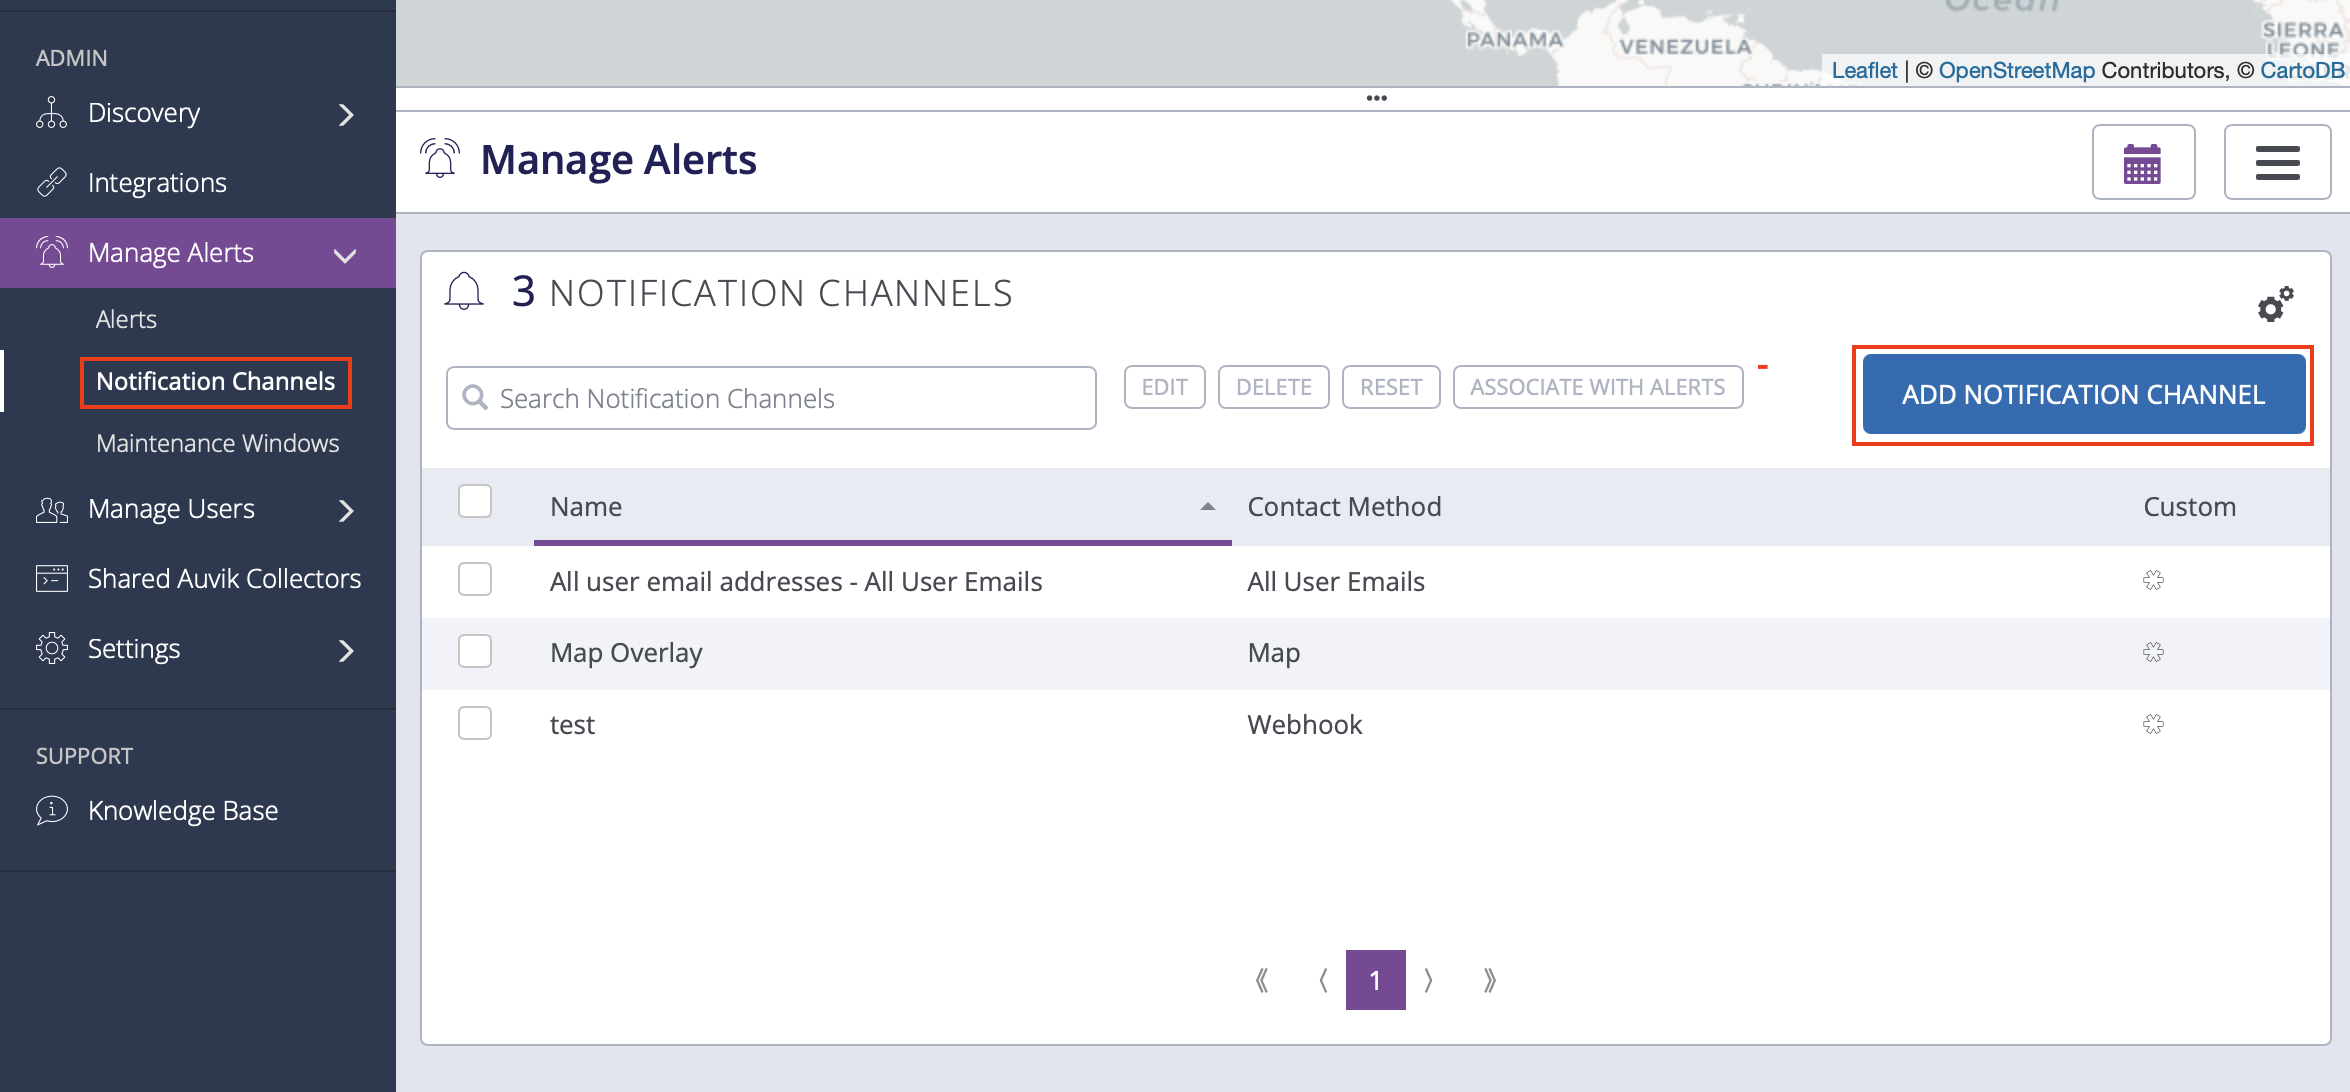 ADMIN
Discovery
Integrations
Manage Alerts
Alerts
Notification Channels
Maintenance Windows
Manage Users
Shared Auvik Collectors
Settings
SUPPORT
Knowledge Base
Ocean
PANAMA
VENEZUELA
SIERRA
LEONE
Leaflet | © OpenStreetMap Contributors, © CartoDB
Manage Alerts
3 NOTIFICATION CHANNELS
Search Notification Channels
EDIT
DELETE
RESET
ASSOCIATE WITH ALERTS
ADD NOTIFICATION CHANNEL
Name
Contact Method
Custom
All user email addresses - All User Emails
All User Emails
Map Overlay
Map
test
Webhook
1